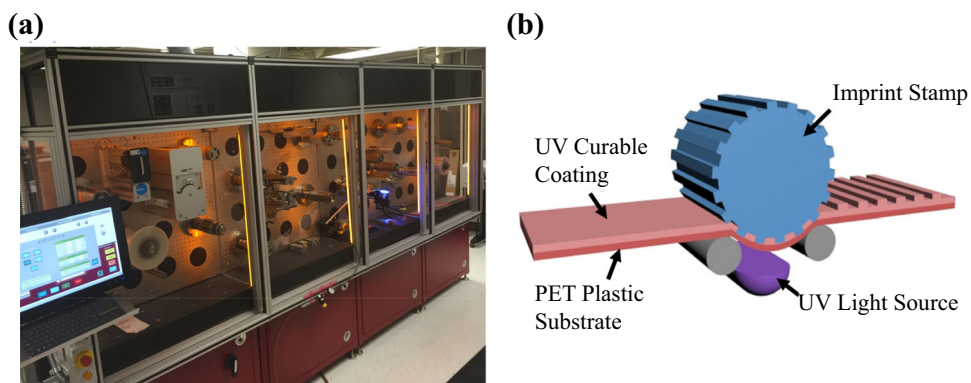 (a)
(b)
Imprint Stamp
UV Curable
Coating
PET Plastic
Substrate
UV Light Source